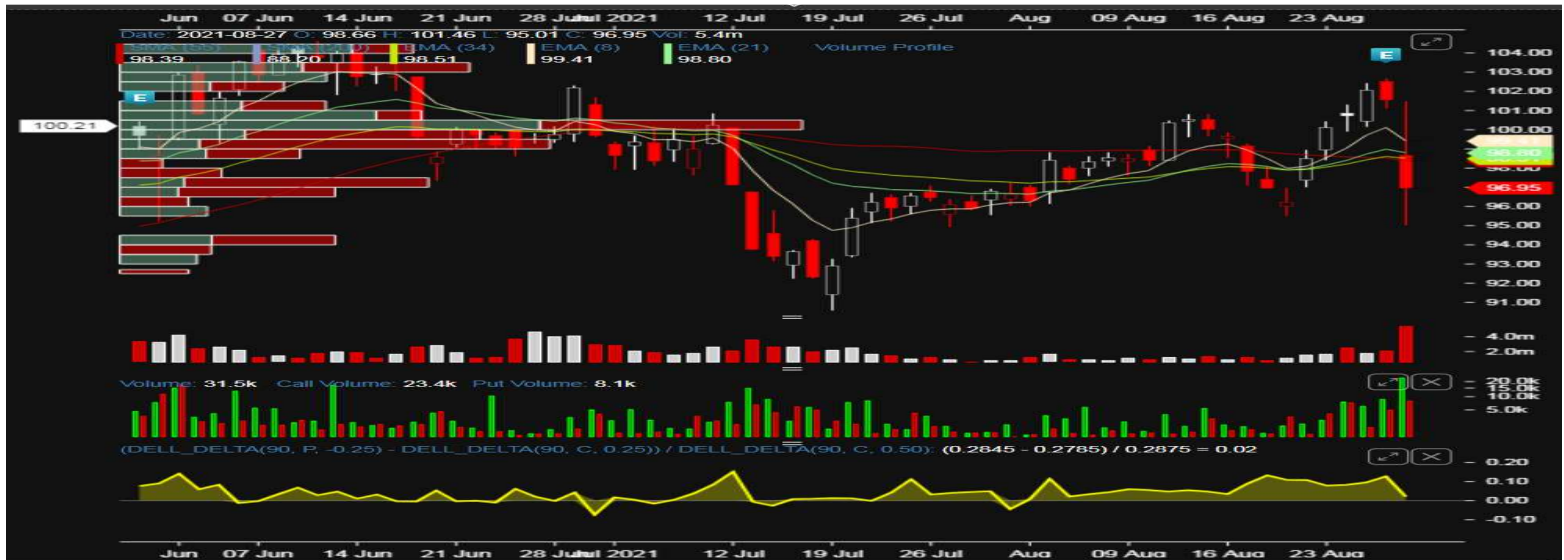 Jun 07 Jun 14 Jun 21 Jun 28 Jun Jul 2021 12 Jul 19 Jul 26 Jul Aug 09 Aug 16 Aug 23 Aug
Date: 2021-08-27 O: 98.66 H: 101.46 L: 95.01 C: 96.95 Vol: 5.4m
SMA (55) EMA (34) EMA (8) EMA (21) Volume Profile
98.39 88.20 98.51 99.41 98.80
E
E
100.21
104.00
103.00
102.00
101.00
100.00
98.80
98.00
96.95
96.00
95.00
94.00
93.00
92.00
91.00
4.0m
2.0m
Volume: 31.5k Call Volume: 23.4k Put Volume: 8.1k
20.0k
15.0k
10.0k
5.0k
(DELL_DELTA(90, P, -0.25) - DELL_DELTA(90, C, 0.25)) / DELL_DELTA(90, C, 0.50): (0.2845 - 0.2785) / 0.2875 = 0.02
0.20
0.10
0.00
-0.10
Jun 07 Jun 14 Jun 21 Jun 28 Jun Jul 2021 12 Jul 19 Jul 26 Jul Aug 09 Aug 16 Aug 23 Aug